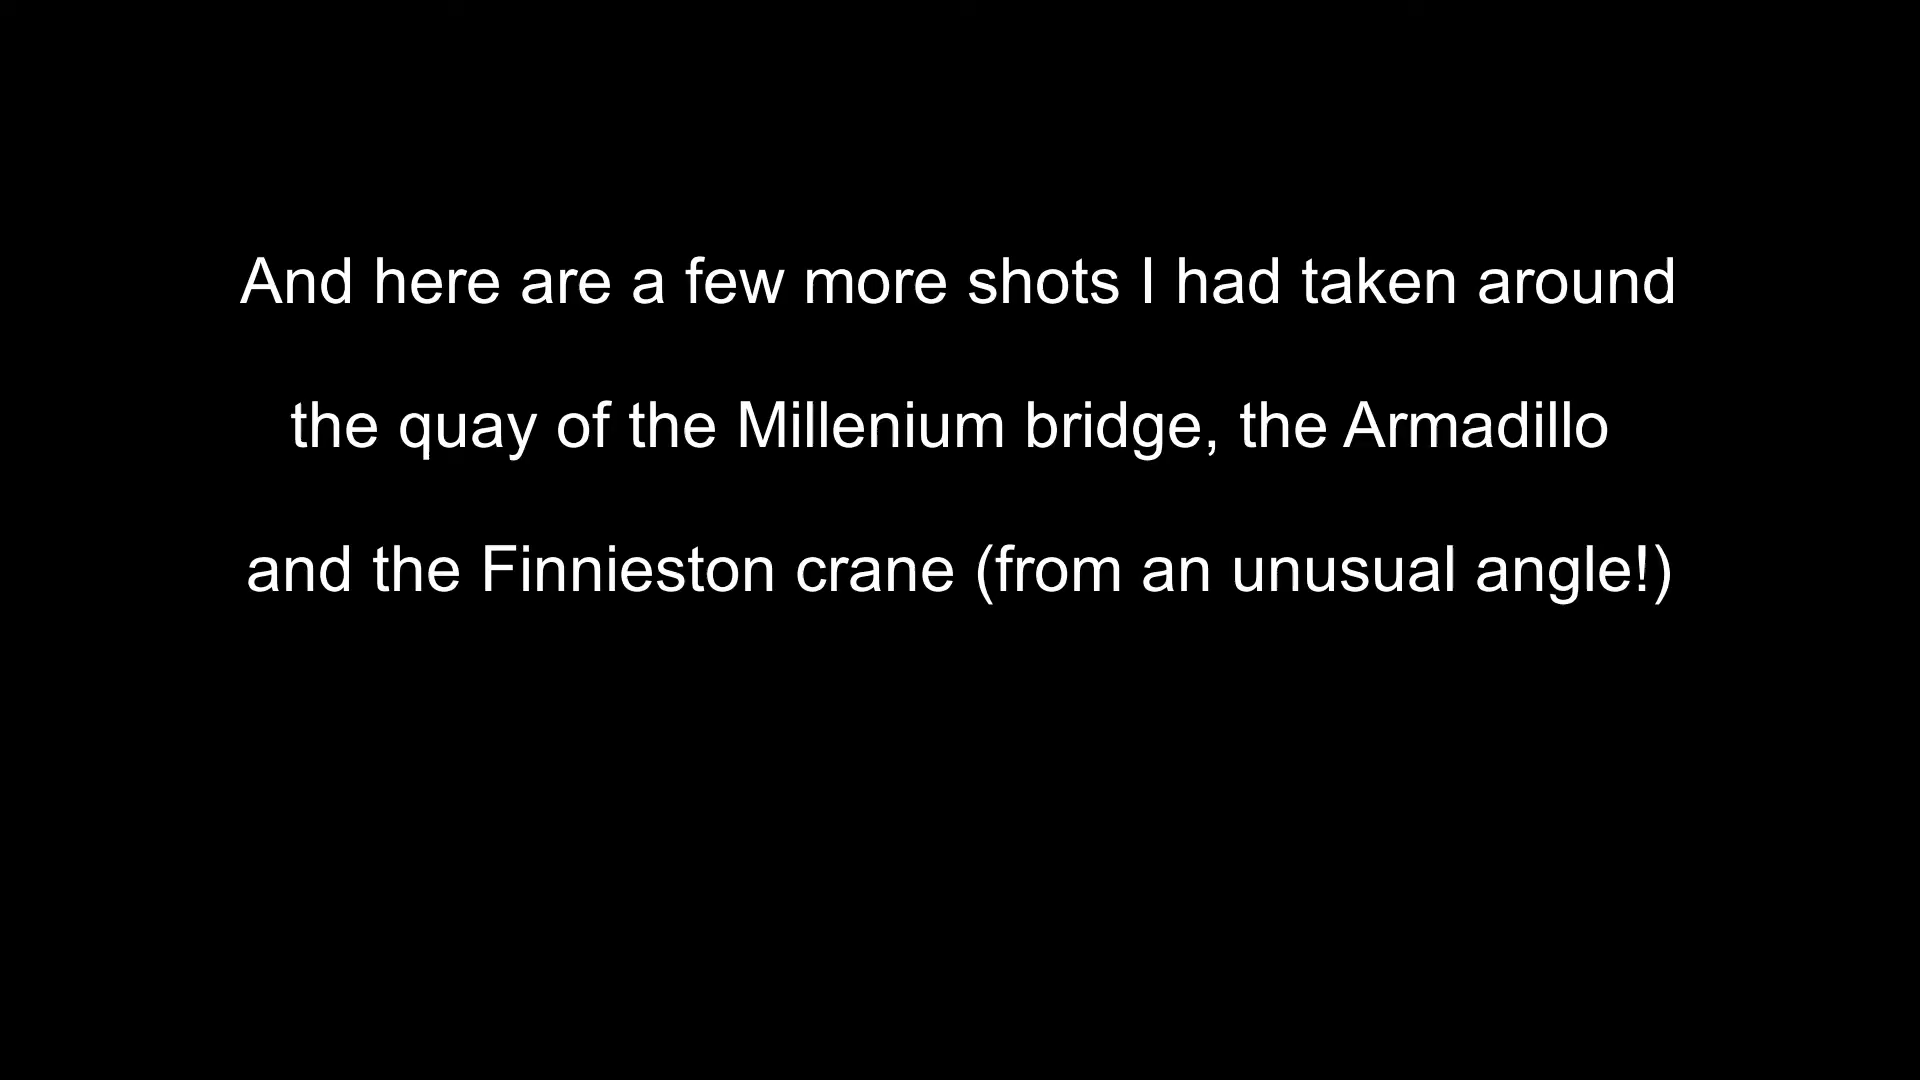 And here are a few more shots I had taken around
the quay of the Millenium bridge, the Armadillo
and the Finnieston crane (from an unusual angle!)